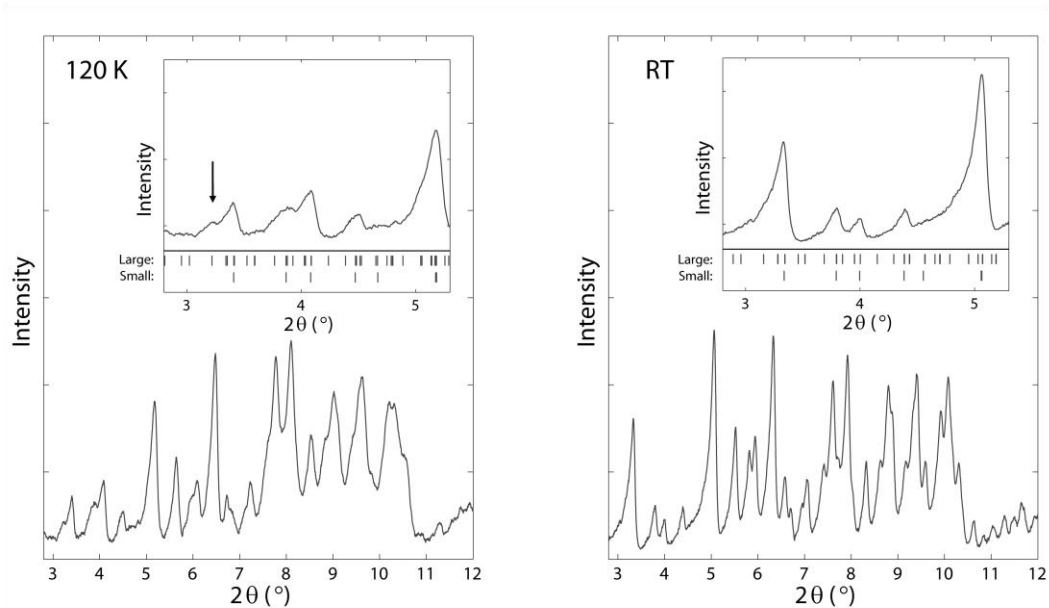 120 K
Intensity
Large:
Small:
3 4 5
2θ (°)
Intensity
3 4 5 6 7 8 9 10 11 12
2θ (°)
RT
Intensity
Large:
Small:
3 4 5
2θ (°)
Intensity
3 4 5 6 7 8 9 10 11 12
2θ (°)